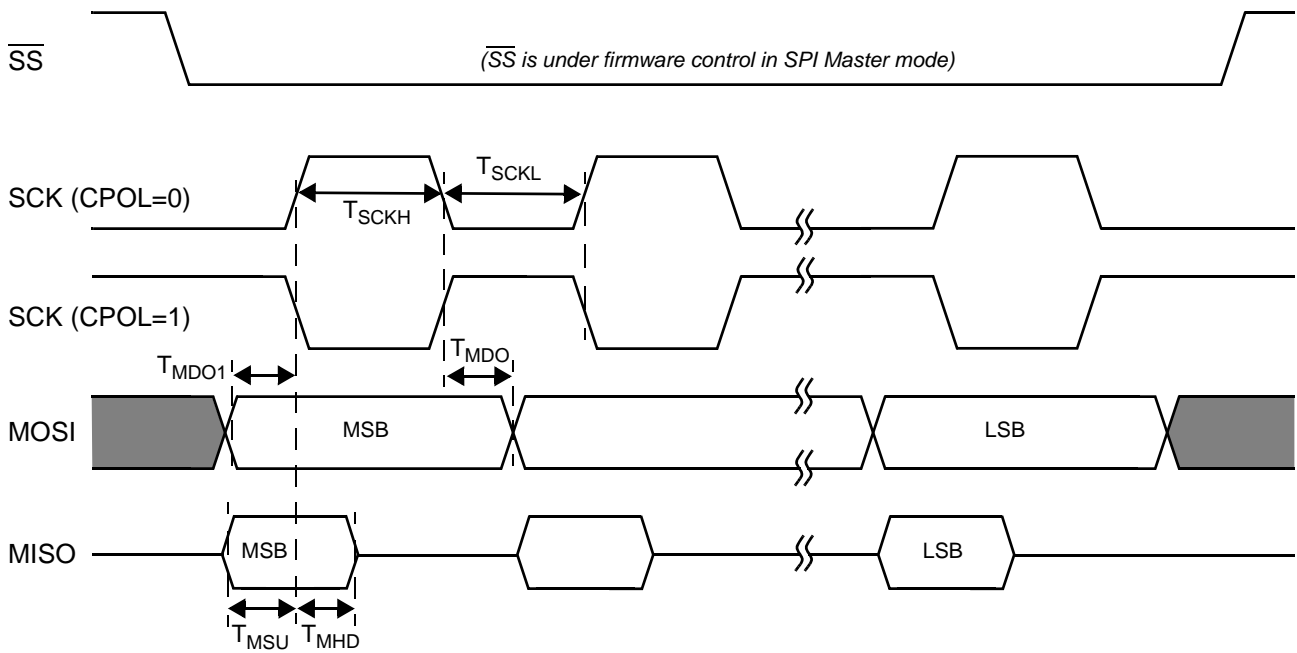 SS
(SS is under firmware control in SPI Master mode)
TSCKL
SCK (CPOL=0)
TSCKH
SCK (CPOL=1)
TMDO1
TMDO
MOSI
MSB
LSB
MISO
MSB
LSB
TMSU
TMHD